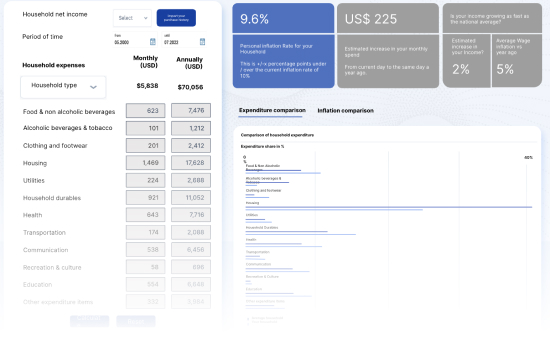 Household net income
Select
Period of time
from
05.2000
until
07.2022
Household expenses
Monthly
(USD)
Annually
(USD)
Household type
$5,838
$70,056
Food & non alcoholic beverages
623
7,476
Alcoholic beverages & tobacco
101
1,212
Clothing and footwear
201
2,412
Housing
1,469
17,628
Utilities
224
2,688
Household durables
921
11,052
Health
643
7,716
Transportation
174
2,088
Communication
538
6,456
Recreation & culture
58
696
Education
554
6,648
Other expenditure items
9.6%
Personal Inflation Rate for your
Household
This is +/-x percentage points under
/ over the current inflation rate of
10%
US$ 225
Estimated increase in your monthly
spend
From current day to the same day a
year ago.
Is your income growing as fast as
the national average?
Estimated
increase in
your income?
2%
Average Wage
inflation vs
year ago
5%
Expenditure comparison
Inflation comparison
Comparison of household expenditure
Expenditure share in %
0
%
40%
Food & Non Alcoholic
Beverages
Alcoholic beverages &
Tobacco
Clothing and Footwear
Housing
Utilities
Household Durables
Health
Transportation
Communication
Recreation & Culture
Education